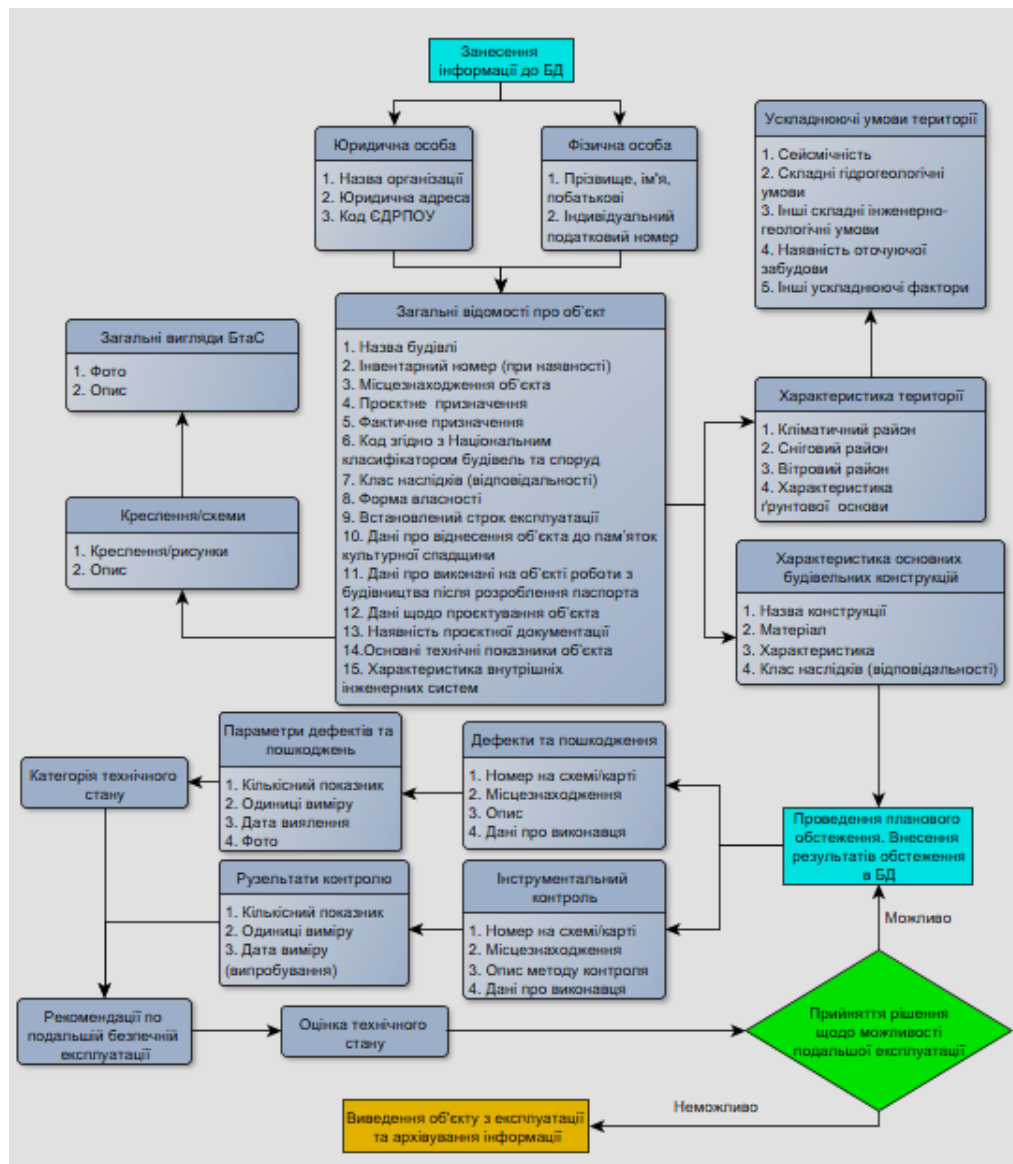 Занесення
інформації до БД
Юридична особа
1. Назва організації
2. Юридична адреса
3. Код ЄДРПОУ
Фізична особа
1. Прізвище, ім'я,
побатькові
2. Індивідуальний
податковий номер
Ускладнюючі умови території
1. Сейсмічність
2. Складні гідрогеологічні
умови
3. Інші складні інженерно-
геологічні умови
4. Наявність оточуючої
забудови
5. Інші ускладнюючі фактори
Загальні відомості про об'єкт
1. Назва будівлі
2. Інвентарний номер (при наявності)
3. Місцезнаходження об'єкта
4. Проєктне призначення
5. Фактичне призначення
6. Код згідно з Національним
класифікатором будівель та споруд
7. Клас наслідків (відповідальності)
8. Форма власності
9. Встановлений строк експлуатації
10. Дані про віднесення об'єкта до пам'яток
культурної спадщини
11. Дані про виконані на об'єкті роботи з
будівництва після розроблення паспорта
12. Дані щодо проєктування об'єкта
13. Наявність проєктної документації
14.Основні технічні показники об'єкта
15. Характеристика внутрішніх
інженерних систем
Загальні вигляди БтаС
1. Фото
2. Опис
Креслення/схеми
1. Креслення/рисунки
2. Опис
Характеристика території
1. Кліматичний район
2. Сніговий район
3. Вітровий район
4. Характеристика
ґрунтової основи
Характеристика основних
будівельних конструкцій
1. Назва конструкції
2. Матеріал
3. Характеристика
4. Клас наслідків (відповідальності)
Параметри дефектів та
пошкоджень
1. Кількісний показник
2. Одиниці виміру
3. Дата виялення
4. Фото
Дефекти та пошкодження
1. Номер на схемі/карті
2. Місцезнаходження
3. Опис
4. Дані про виконавця
Категорія технічного
стану
Проведення планового
обстеження. Внесення
результатів обстеження
в БД
Рузельтати контролю
1. Кількісний показник
2. Одиниці виміру
3. Дата виміру
(випробування)
Інструментальний
контроль
1. Номер на схемі/карті
2. Місцезнаходження
3. Опис методу контроля
4. Дані про виконавця
Можливо
Рекомендації по
подальшій безпечній
експлуатації
Оцінка технічного
стану
Прийняття рішення
щодо можливості
подальшої експлуатації
Неможливо
Виведення об'єкту з експлуатації
та архівування інформації